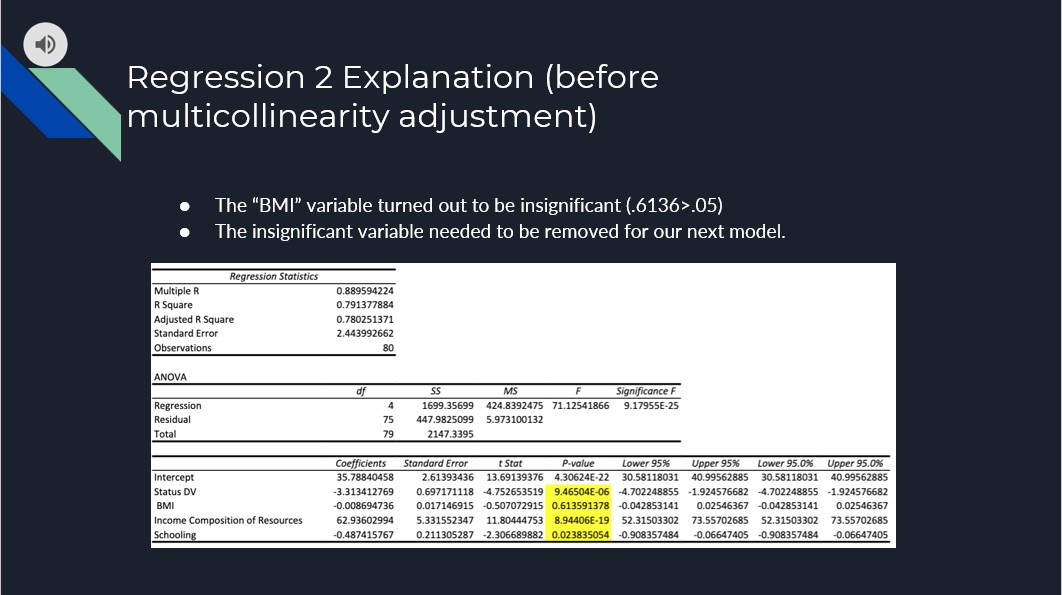 Regression 2 Explanation (before
multicollinearity adjustment)
● The “BMI” variable turned out to be insignificant (.6136>.05)
● The insignificant variable needed to be removed for our next model.
Regression Statistics
Multiple R 0.889594224
R Square 0.791377884
Adjusted R Square 0.780251371
Standard Error 2.443992662
Observations 80
ANOVA
df SS MS F Significance F
Regression 4 1699.35699 424.8392475 71.12541866 9.17955E-25
Residual 75 447.9825099 5.973100132
Total 79 2147.3395
Coefficients Standard Error t Stat P-value Lower 95% Upper 95% Lower 95.0% Upper 95.0%
Intercept 35.78840458 2.61393436 13.69139376 4.30624E-22 30.58118031 40.99562885 30.58118031 40.99562885
Status DV -3.313412769 0.697171118 -4.752653519 9.46504E-06 -4.702248855 -1.924576682 -4.702248855 -1.924576682
BMI -0.008694736 0.017146915 -0.507072915 0.613591378 -0.042853141 0.02546367 -0.042853141 0.02546367
Income Composition of Resources 62.93602994 5.331552347 11.80444753 8.94406E-19 52.31503302 73.55702685 52.31503302 73.55702685
Schooling -0.487415767 0.211305287 -2.306689882 0.023835054 -0.908357484 -0.06647405 -0.908357484 -0.06647405